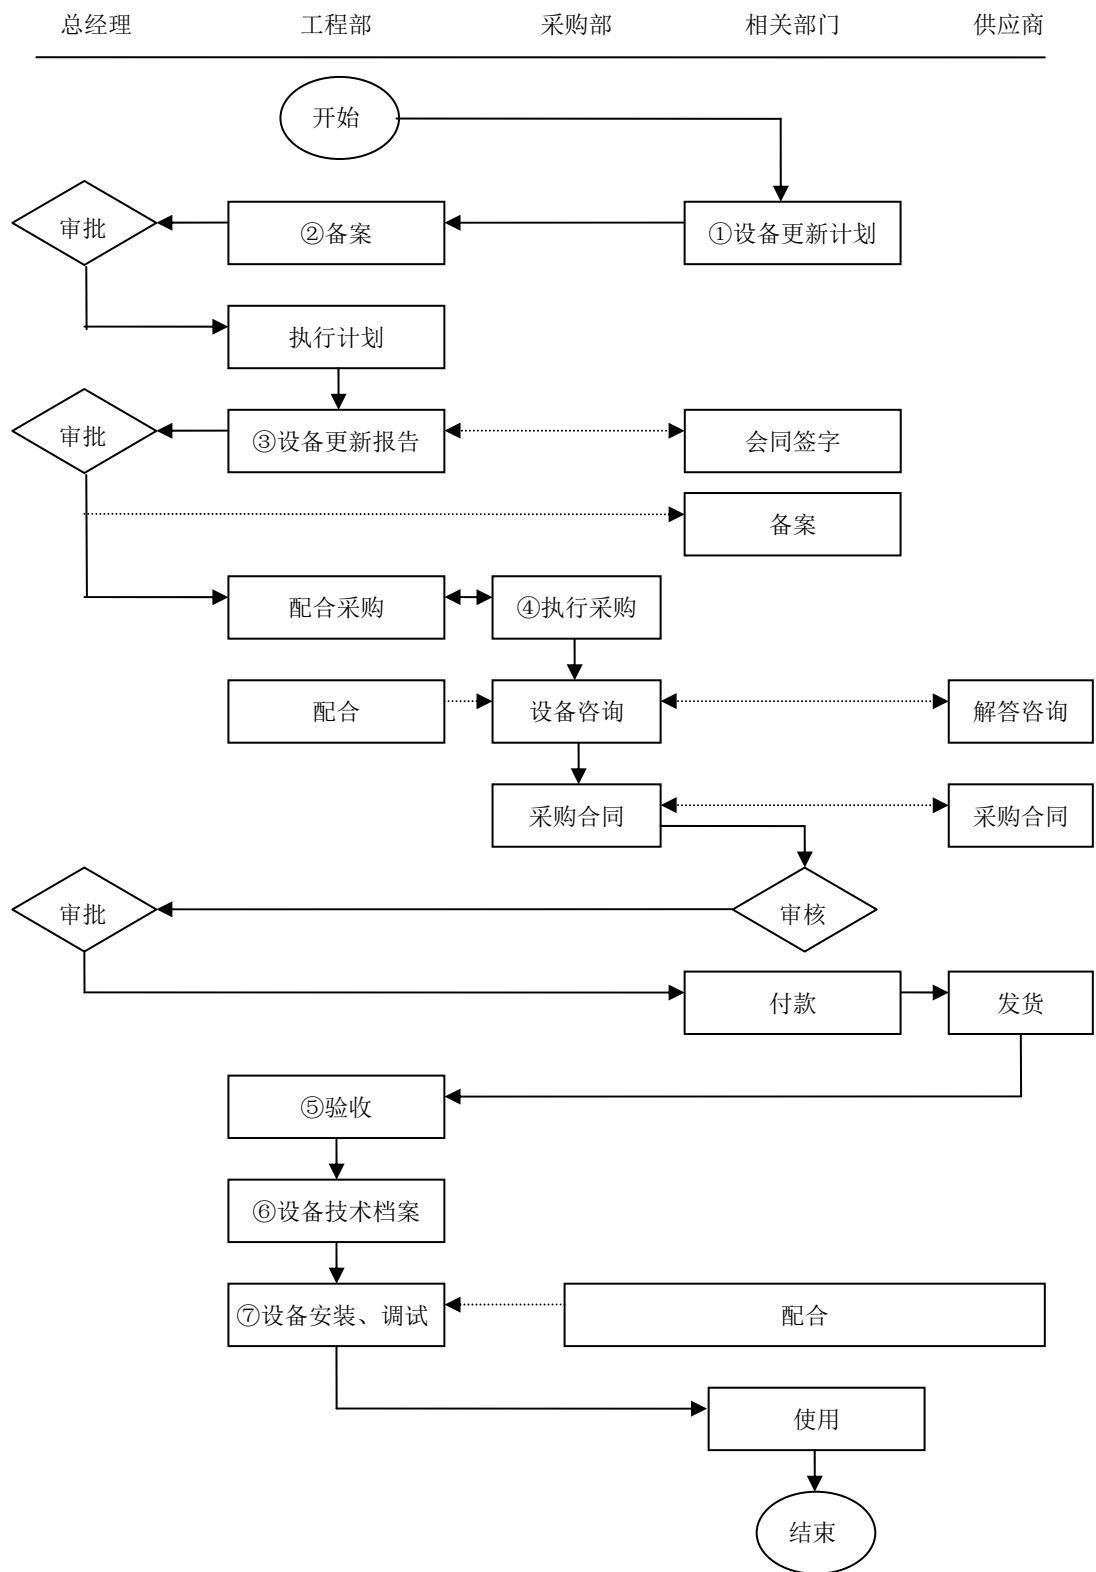 总经理 工程部 采购部 相关部门 供应商
开始
审批 ②备案 ①设备更新计划
执行计划
审批 ③设备更新报告 会同签字
备案
配合采购 ④执行采购
配合 设备咨询 解答咨询
采购合同 采购合同
审批 审核
付款 发货
⑤验收
⑥设备技术档案
⑦设备安装、调试 配合
使用
结束